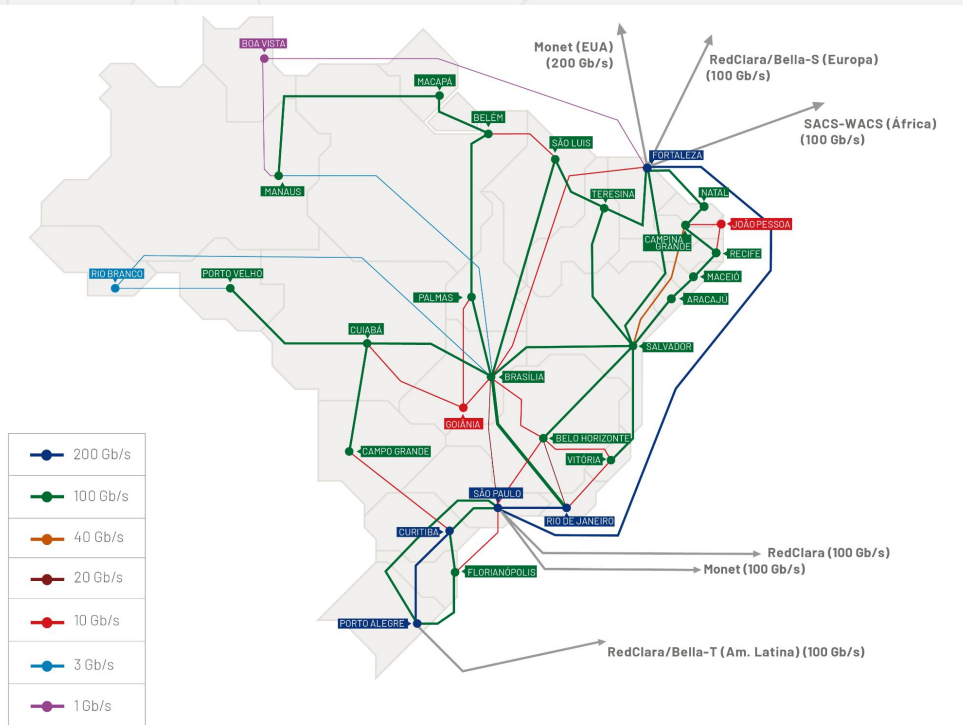 BOA VISTA
Monet (EUA)
(200 Gb/s)
RedClara/Bella-S (Europa)
(100 Gb/s)
MACAPÁ
BELÉM
SACS-WACS (África)
(100 Gb/s)
SÃO LUIS
FORTALEZA
MANAUS
TERESINA
NATAL
JOÃO PESSOA
CAMPINA
GRANDE
RECIFE
RIO BRANCO
PORTO VELHO
MACEIÓ
PALMAS
ARACAJÚ
CUIABÁ
SALVADOR
BRASÍLIA
GOIÂNIA
BELO HORIZONTE
CAMPO GRANDE
VITÓRIA
SÃO PAULO
RIO DE JANEIRO
CURITIBA
RedClara (100 Gb/s)
Monet (100 Gb/s)
FLORIANÓPOLIS
PORTO ALEGRE
RedClara/Bella-T (Am. Latina) (100 Gb/s)
200 Gb/s
100 Gb/s
40 Gb/s
20 Gb/s
10 Gb/s
3 Gb/s
1 Gb/s